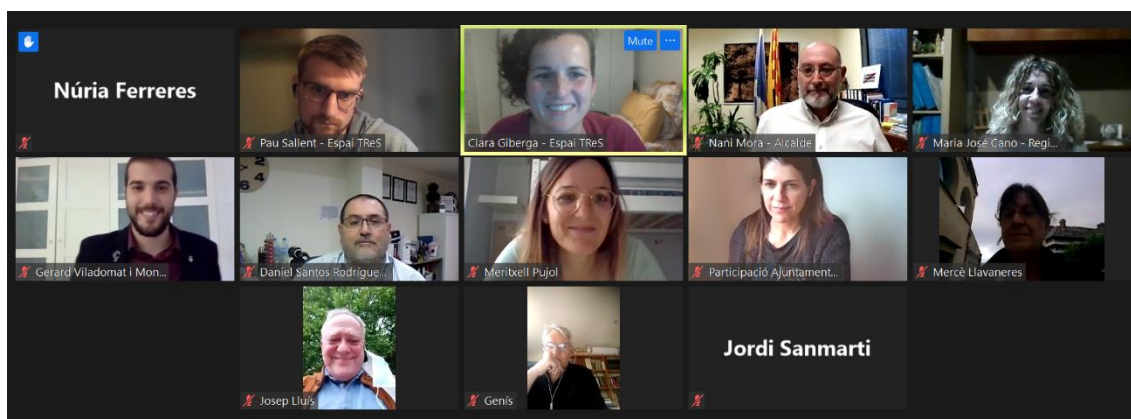 Núria Ferreres
Pau Sallent - Espai TReS
Mute ...
Clara Giberga - Espai TReS
Nani Mora - Alcalde
Maria José Cano - Regi...
Gerard Viladomat i Mon...
Daniel Santos Rodrígue...
Meritxell Pujol
Participació Ajuntament...
Mercè Llavaneres
Josep Lluís
Genís
Jordi Sanmarti